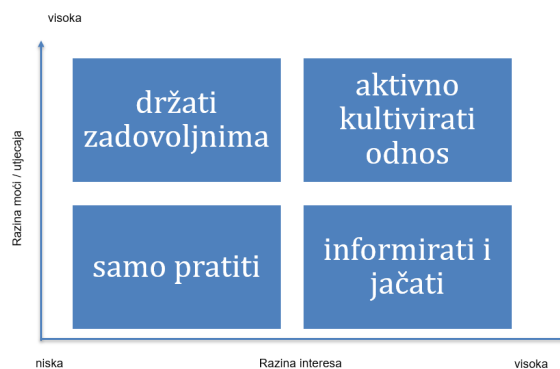 visoka
držati
zadovoljnima
aktivno
kultivirati
odnos
Razina moći / utjecaja
samo pratiti
informirati i
jačati
niska
Razina interesa
visoka